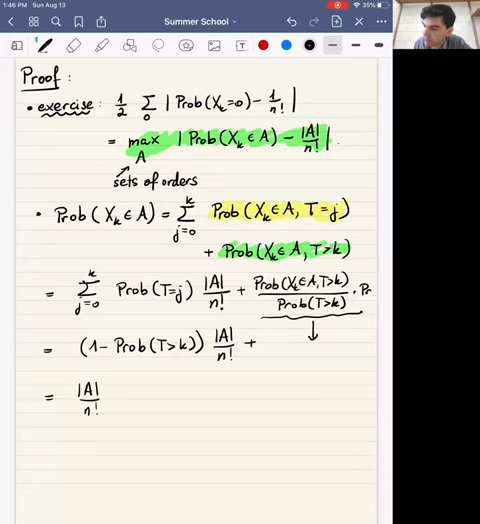 1:46 PM Sun Aug 13
Summer School
35%
Proof:
• exercise: 1/2 Σ_o |Prob(X_k=o) - 1/n!|
= max_A |Prob(X_k∈A) - |A|/n!|.
sets of orders
• Prob(X_k∈A) = Σ_{j=0}^k Prob(X_k∈A, T=j)
+ Prob(X_k∈A, T>k)
= Σ_{j=0}^k Prob(T=j) |A|/n! + Prob(X_k∈A, T>k)/Prob(T>k) · Pr
= (1-Prob(T>k)) |A|/n! + ↓
= |A|/n!